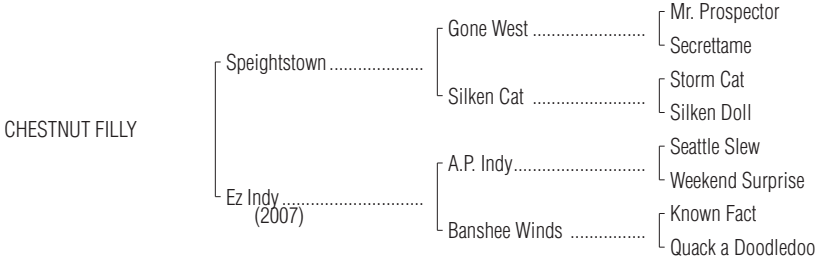 Mr. Prospector
Gone West ........................
Secrettame
Speightstown ....................
Storm Cat
Silken Cat ........................
Silken Doll
CHESTNUT FILLY
Seattle Slew
A.P. Indy............................
Weekend Surprise
Ez Indy ..............................
(2007)
Known Fact
Banshee Winds ................
Quack a Doodledoo